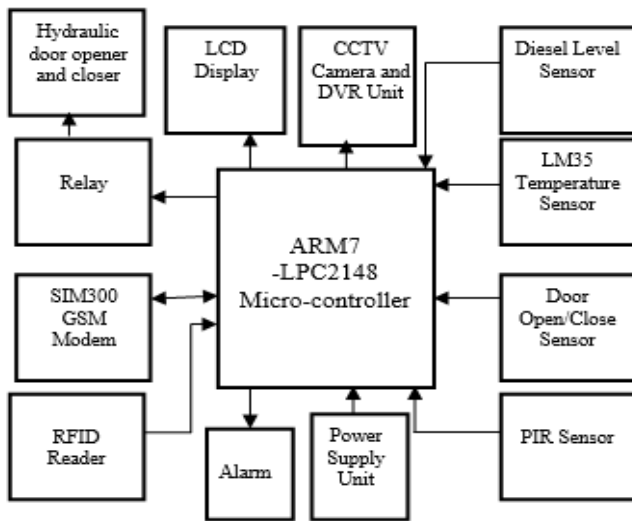 Hydraulic
door opener
and closer
LCD
Display
CCTV
Camera and
DVR Unit
Diesel Level
Sensor
Relay
LM35
Temperature
Sensor
ARM7
-LPC2148
Micro-controller
SIM300
GSM
Modem
Door
Open/Close
Sensor
RFID
Reader
Alarm
Power
Supply
Unit
PIR Sensor